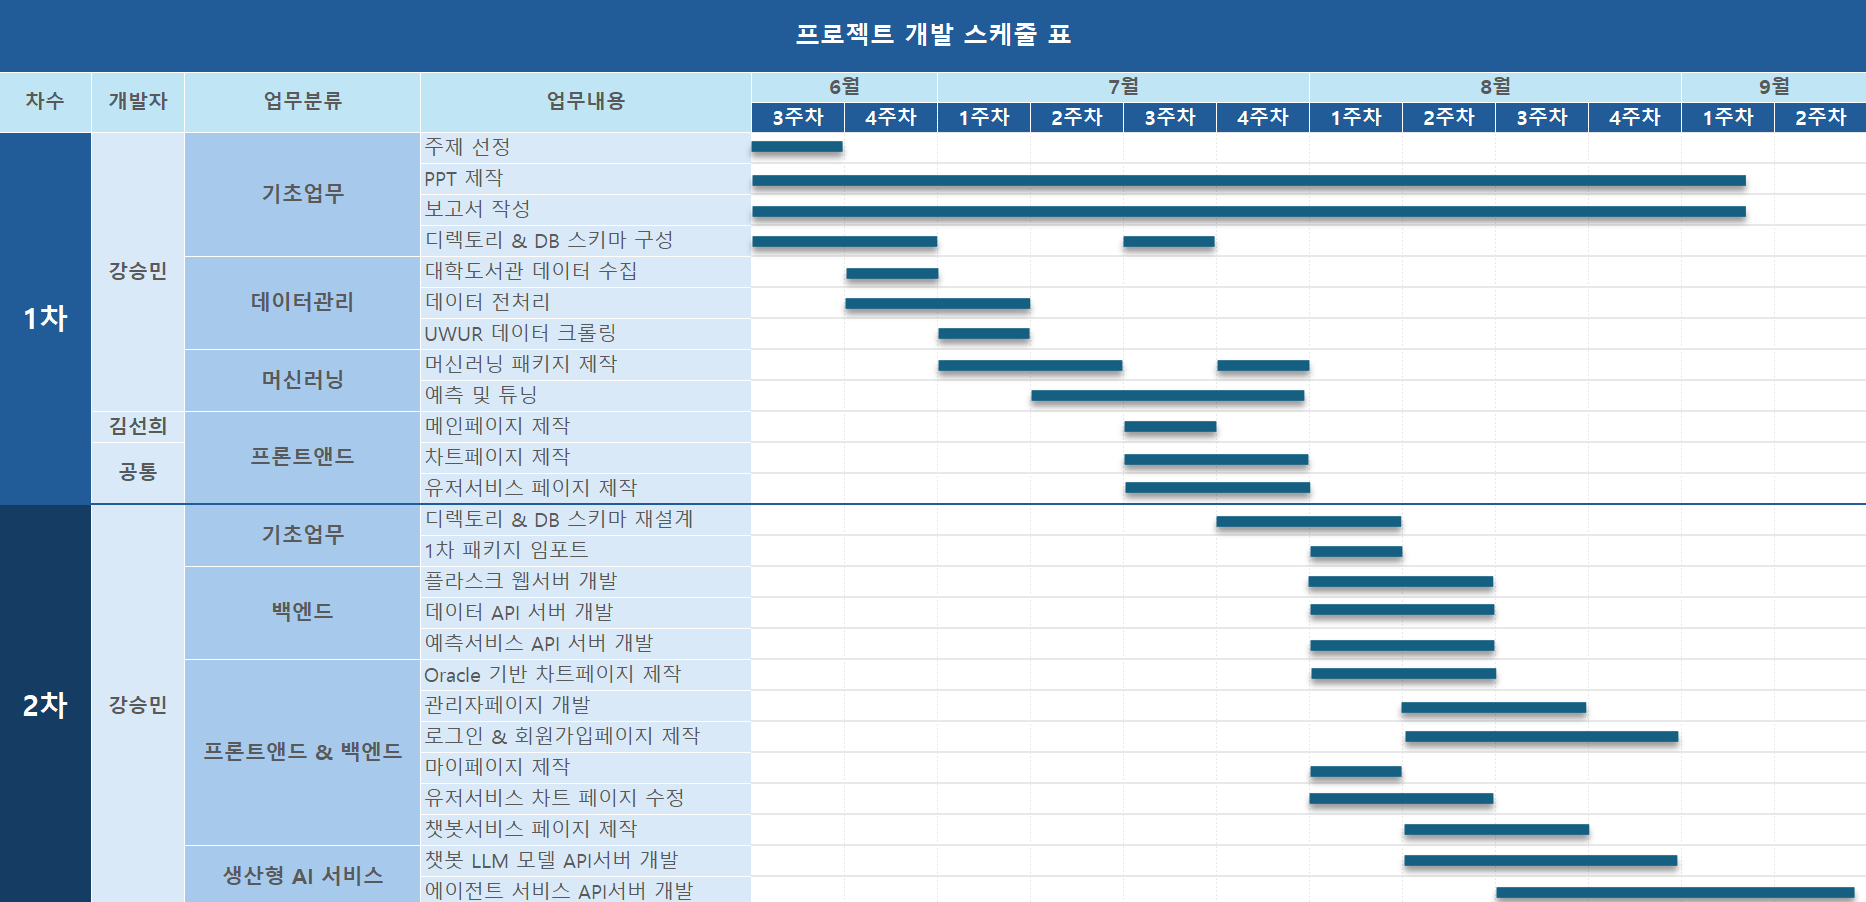 프로젝트 개발 스케줄 표
차수 개발자 업무분류 업무내용 6월 7월 8월 9월
3주차 4주차 1주차 2주차 3주차 4주차 1주차 2주차 3주차 4주차 1주차 2주차
1차
강승민
기초업무
주제 선정
PPT 제작
보고서 작성
디렉토리 & DB 스키마 구성
데이터관리
대학도서관 데이터 수집
데이터 전처리
UWUR 데이터 크롤링
머신러닝
머신러닝 패키지 제작
예측 및 튜닝
김선희
프론트앤드
메인페이지 제작
공통
차트페이지 제작
유저서비스 페이지 제작
2차
강승민
기초업무
디렉토리 & DB 스키마 재설계
1차 패키지 임포트
백엔드
플라스크 웹서버 개발
데이터 API 서버 개발
예측서비스 API 서버 개발
프론트앤드 & 백엔드
Oracle 기반 차트페이지 제작
관리자페이지 개발
로그인 & 회원가입페이지 제작
마이페이지 제작
유저서비스 차트 페이지 수정
챗봇서비스 페이지 제작
생산형 AI 서비스
챗봇 LLM 모델 API서버 개발
에이전트 서비스 API서버 개발